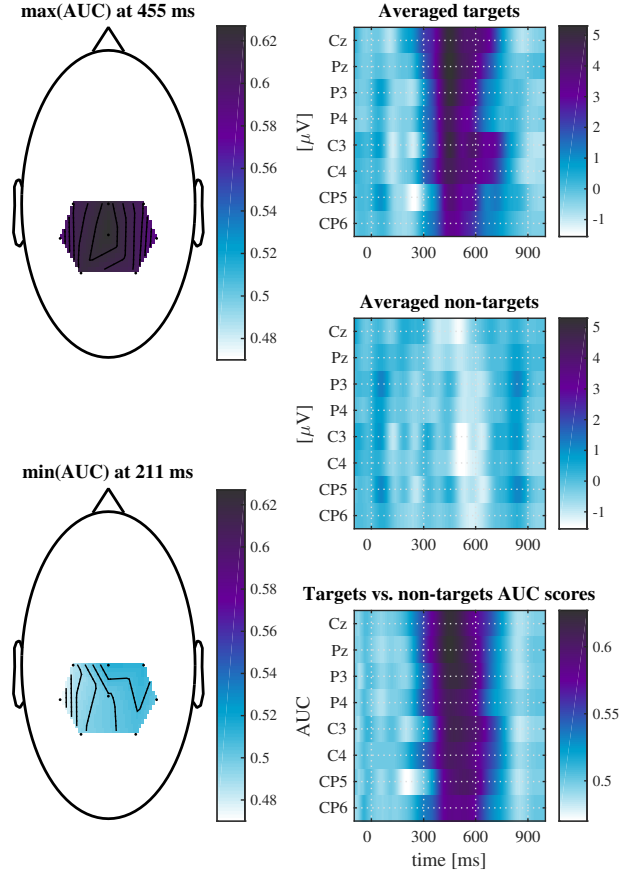 max(AUC) at 455 ms
0.62
0.6
0.58
0.56
0.54
0.52
0.5
0.48
min(AUC) at 211 ms
0.62
0.6
0.58
0.56
0.54
0.52
0.5
0.48
Averaged targets
[μV]
Cz
Pz
P3
P4
C3
C4
CP5
CP6
0 300 600 900
5
4
3
2
1
0
-1
Averaged non-targets
[μV]
Cz
Pz
P3
P4
C3
C4
CP5
CP6
0 300 600 900
5
4
3
2
1
0
-1
Targets vs. non-targets AUC scores
AUC
Cz
Pz
P3
P4
C3
C4
CP5
CP6
0 300 600 900
time [ms]
0.6
0.55
0.5